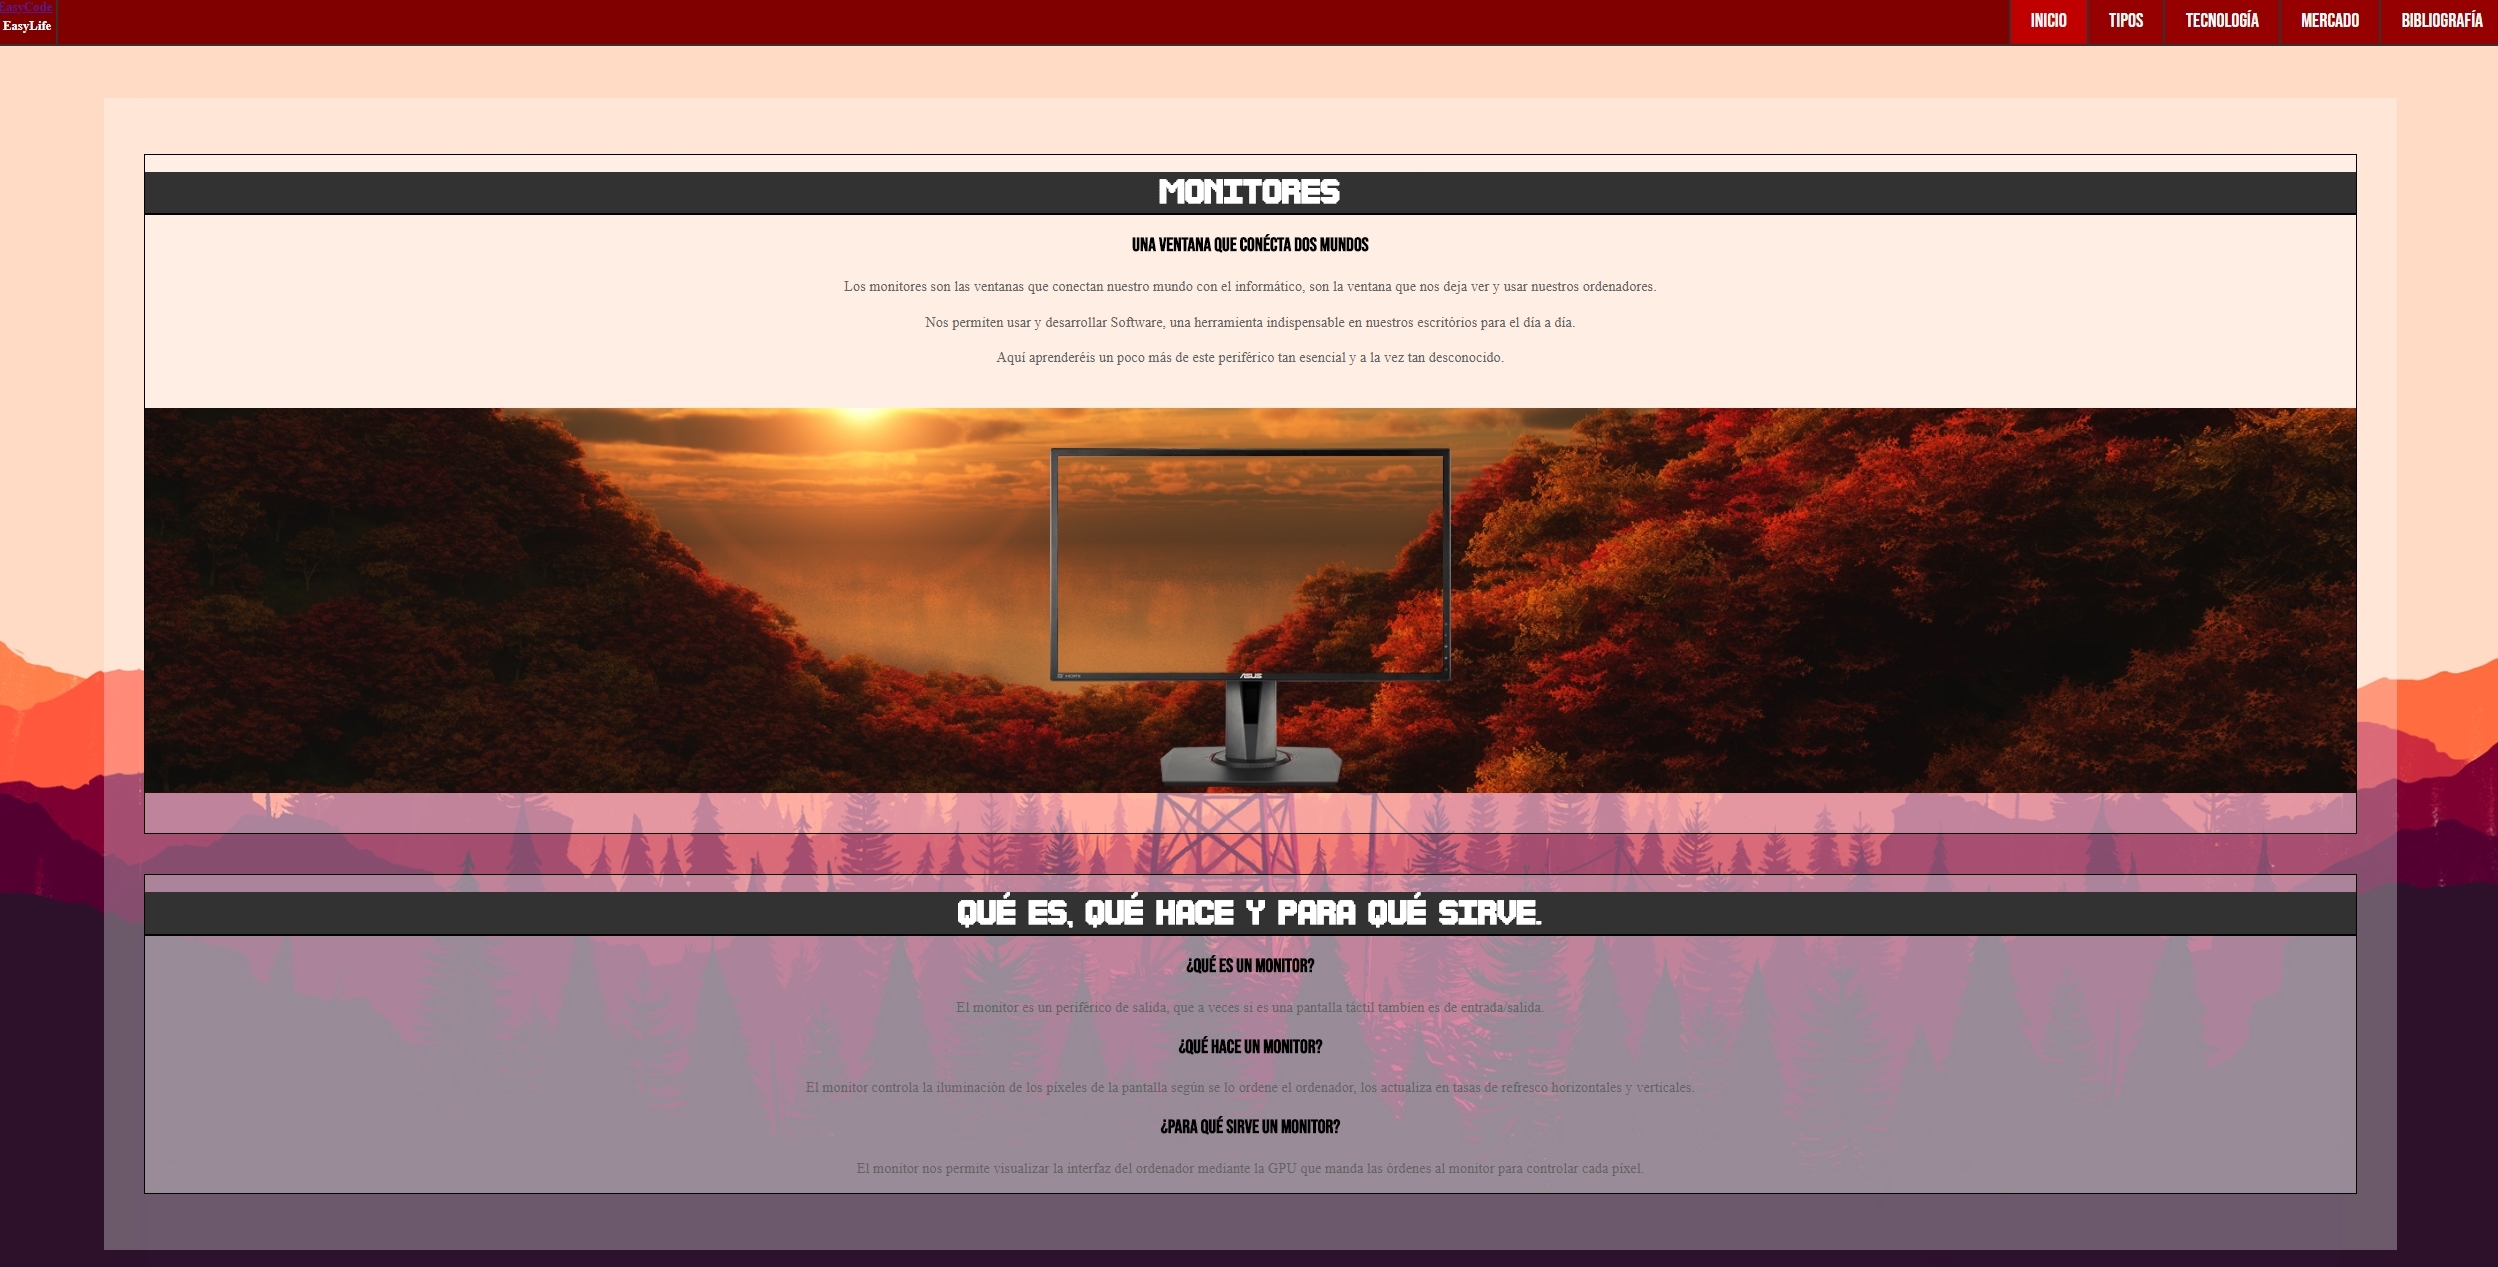 EasyCode
EasyLife
INICIO
TIPOS
TECNOLOGÍA
MERCADO
BIBLIOGRAFÍA
MONITORES
UNA VENTANA QUE CONÉCTA DOS MUNDOS
Los monitores son las ventanas que conectan nuestro mundo con el informático, son la ventana que nos deja ver y usar nuestros ordenadores.
Nos permiten usar y desarrollar Software, una herramienta indispensable en nuestros escritórios para el día a día.
Aquí aprenderéis un poco más de este periférico tan esencial y a la vez tan desconocido.
HDMI
ASUS
QUÉ ES, QUÉ HACE Y PARA QUÉ SIRVE.
¿QUÉ ES UN MONITOR?
El monitor es un periférico de salida, que a veces si es una pantalla táctil tambien es de entrada/salida.
¿QUÉ HACE UN MONITOR?
El monitor controla la iluminación de los píxeles de la pantalla según se lo ordene el ordenador, los actualiza en tasas de refresco horizontales y verticales.
¿PARA QUÉ SIRVE UN MONITOR?
El monitor nos permite visualizar la interfaz del ordenador mediante la GPU que manda las órdenes al monitor para controlar cada píxel.